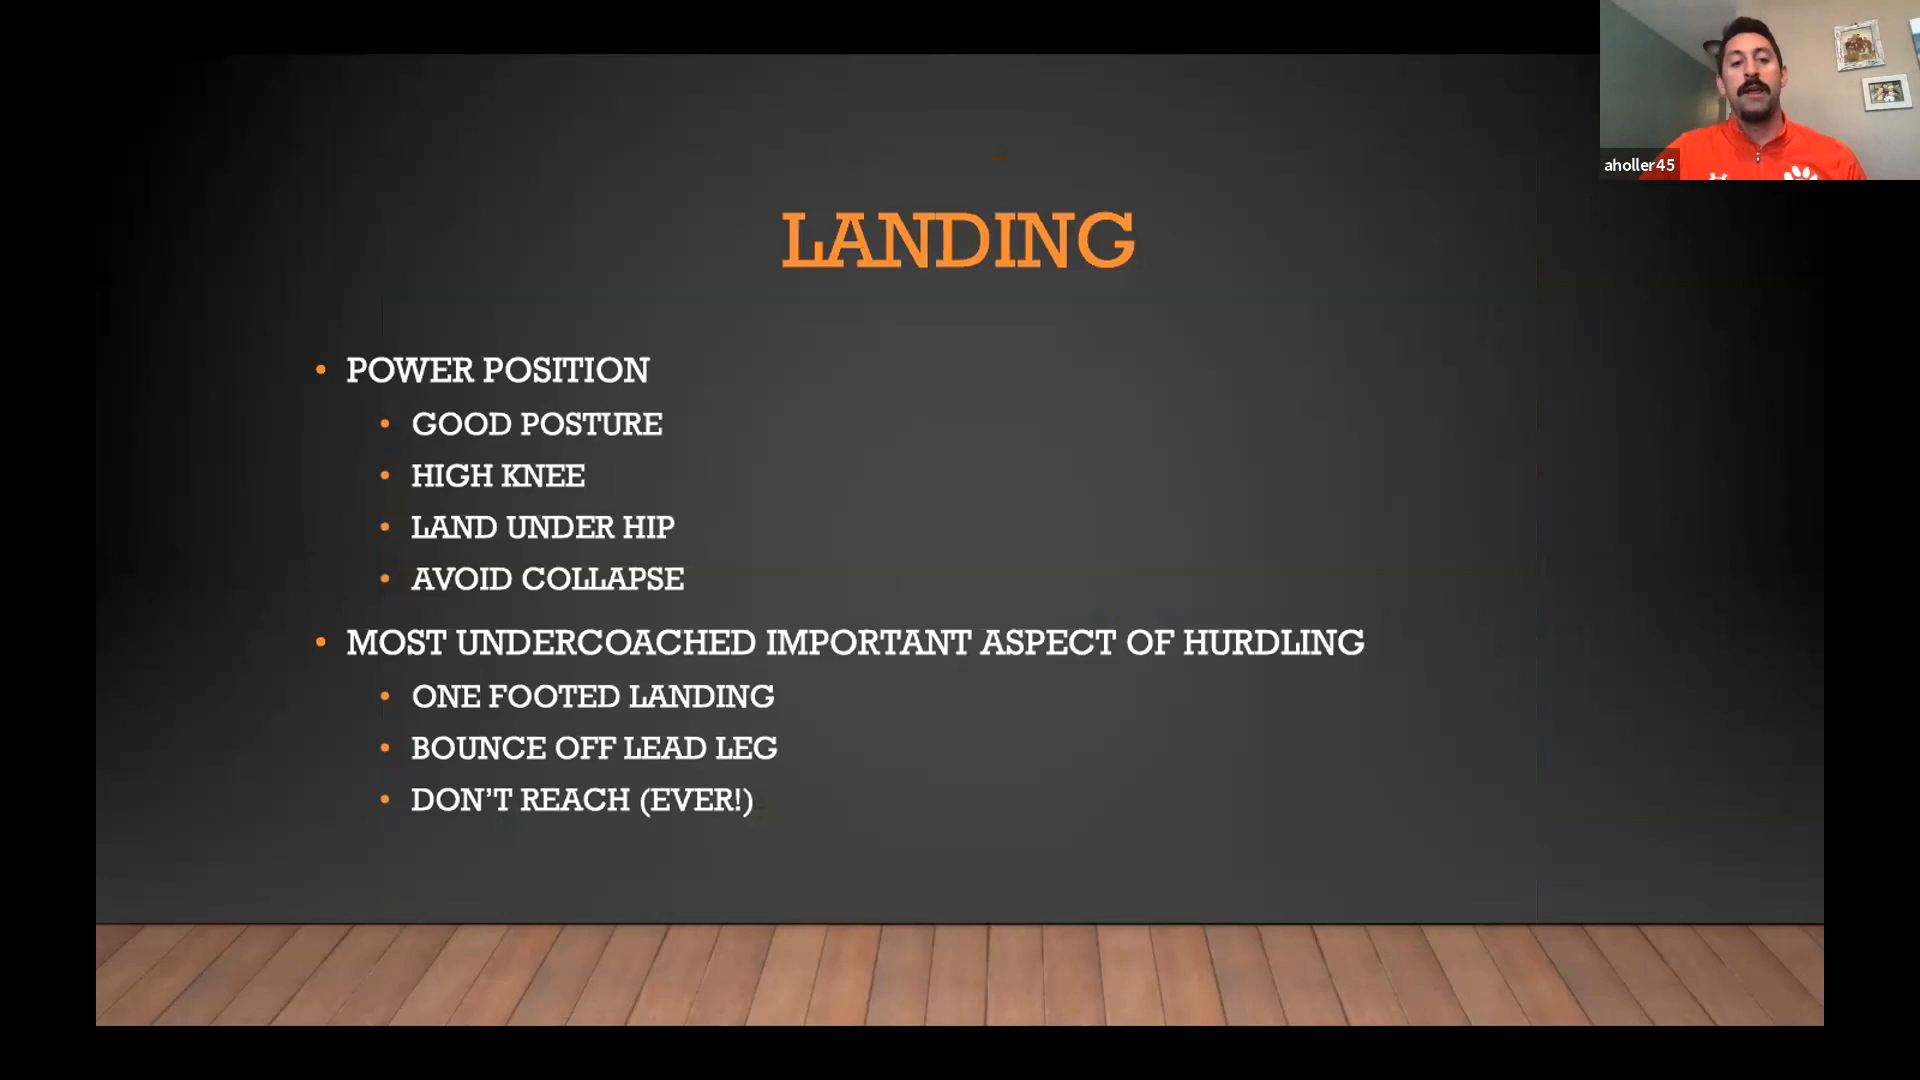 aholler45
LANDING
• POWER POSITION
• GOOD POSTURE
• HIGH KNEE
• LAND UNDER HIP
• AVOID COLLAPSE
• MOST UNDERCOACHED IMPORTANT ASPECT OF HURDLING
• ONE FOOTED LANDING
• BOUNCE OFF LEAD LEG
• DON’T REACH (EVER!)